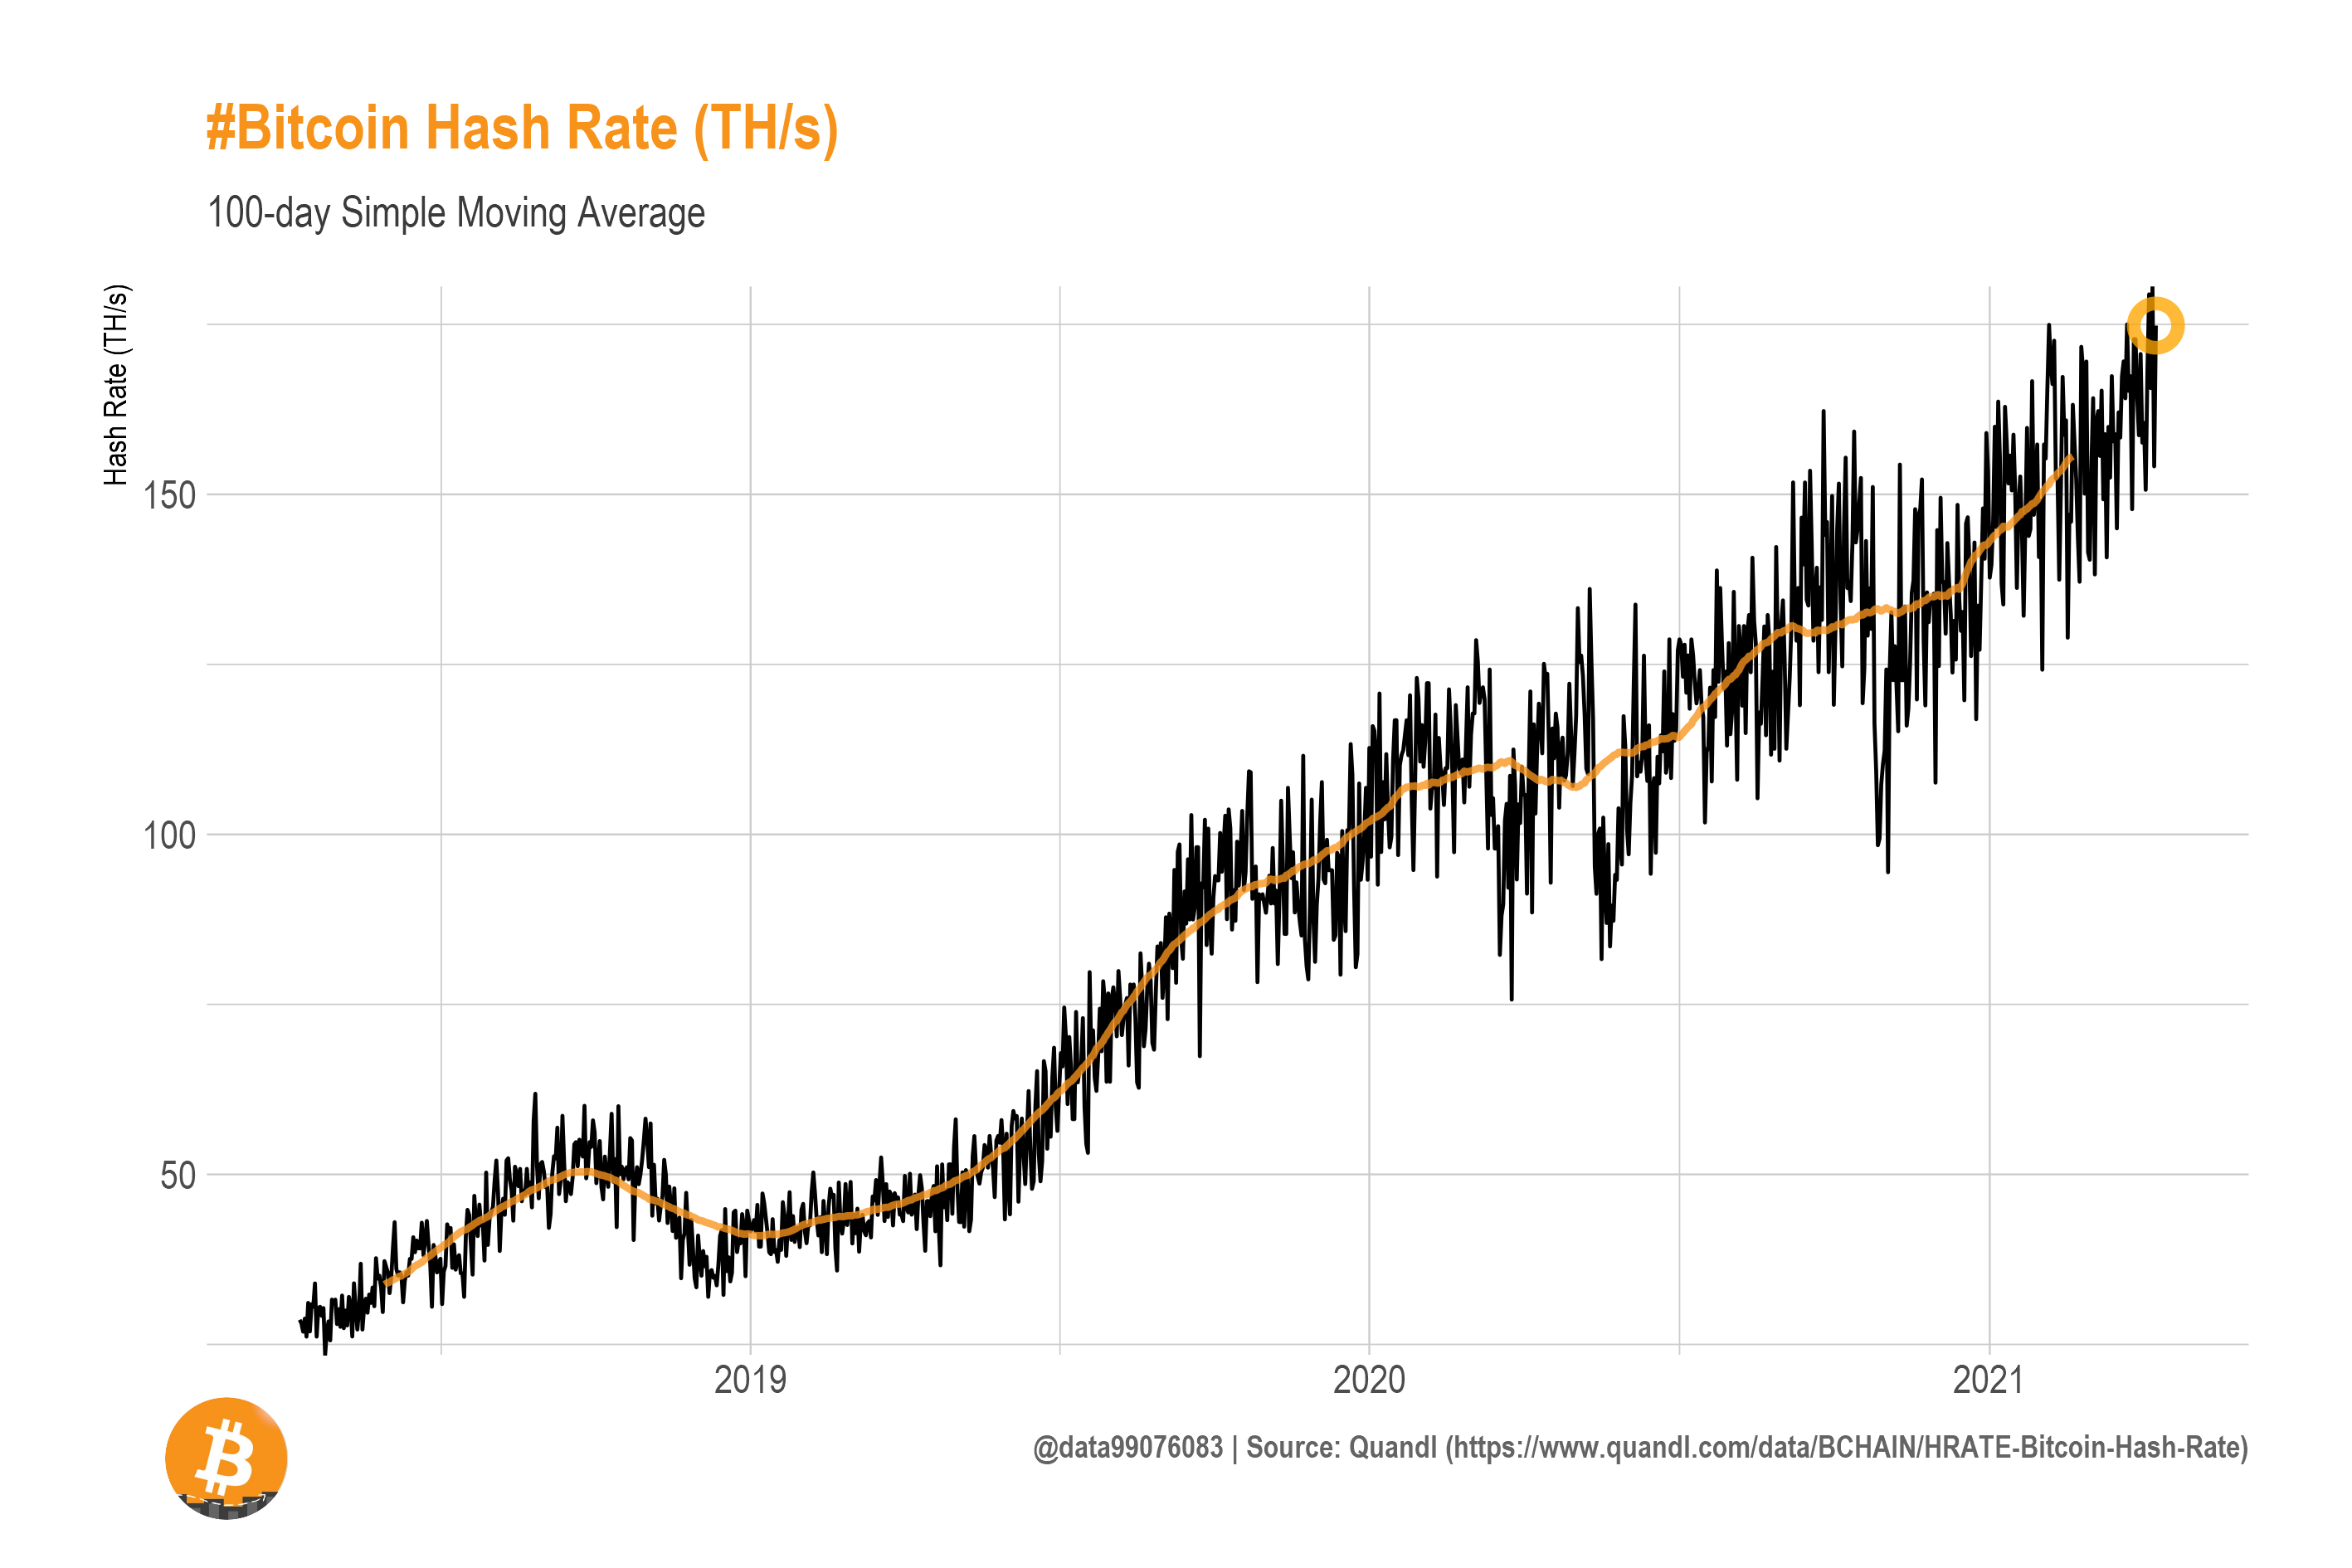 #Bitcoin Hash Rate (TH/s)
100-day Simple Moving Average
Hash Rate (TH/s)
150
100
50
2019
2020
2021
@data99076083 | Source: Quandl (https://www.quandl.com/data/BCHAIN/HRATE-Bitcoin-Hash-Rate)